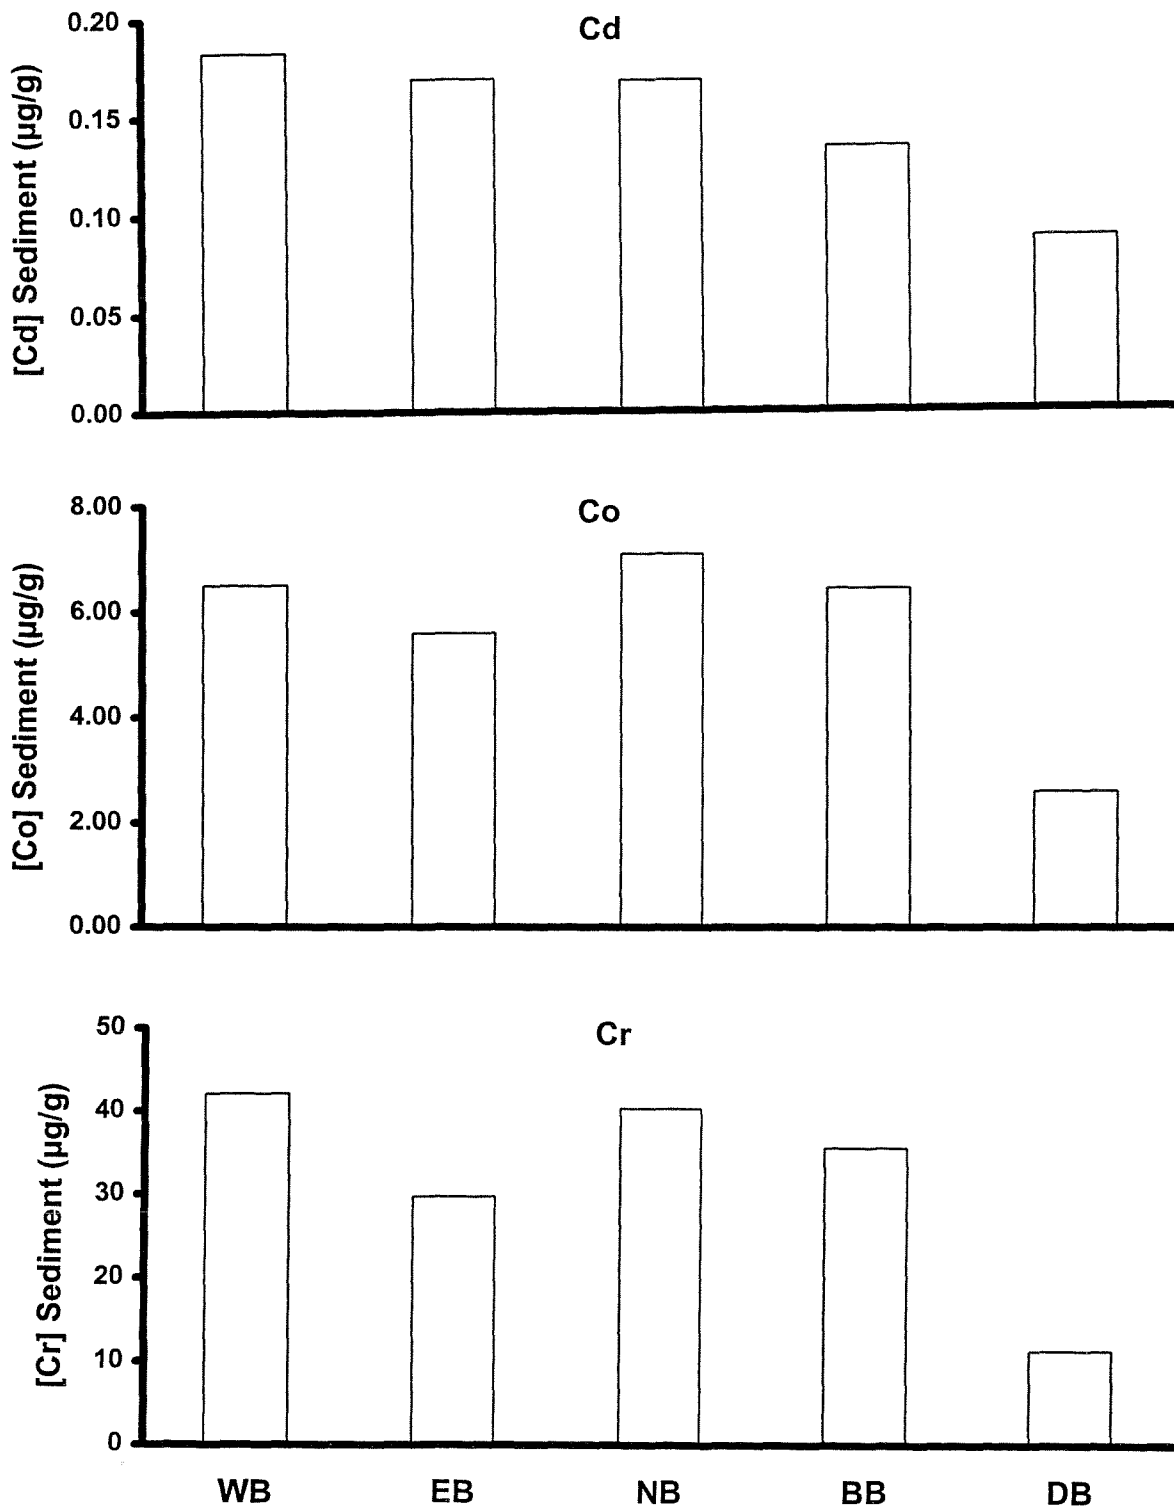 Cd
[Cd] Sediment (µg/g)
0.20
0.15
0.10
0.05
0.00
Co
[Co] Sediment (µg/g)
8.00
6.00
4.00
2.00
0.00
Cr
[Cr] Sediment (µg/g)
50
40
30
20
10
0
WB EB NB BB DB